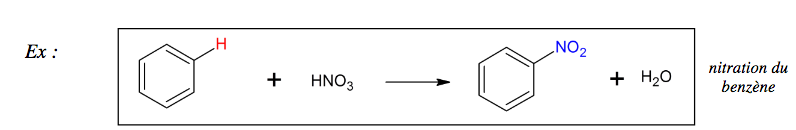 Ex :
H + HNO₃ NO₂ + H₂O
nitration du
benzène